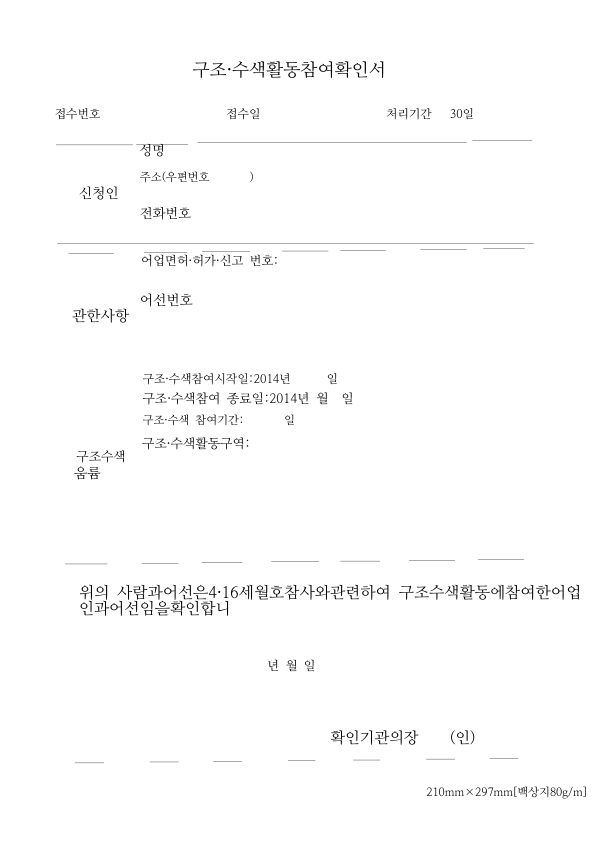 구조·수색활동참여확인서
접수번호 접수일 처리기간 30일
성명
주소(우편번호 )
신청인
전화번호
어업면허·허가·신고 번호:
어선번호
관한사항
구조·수색참여시작일:2014년 일
구조·수색참여 종료일:2014년 월 일
구조·수색 참여기간: 일
구조·수색활동구역:
구조수색
움륨
위의 사람과어선은4·16세월호참사와관련하여 구조수색활동에참여한어업
인과어선임을확인합니
년 월 일
확인기관의장 (인)
210mm×297mm[백상지80g/m]